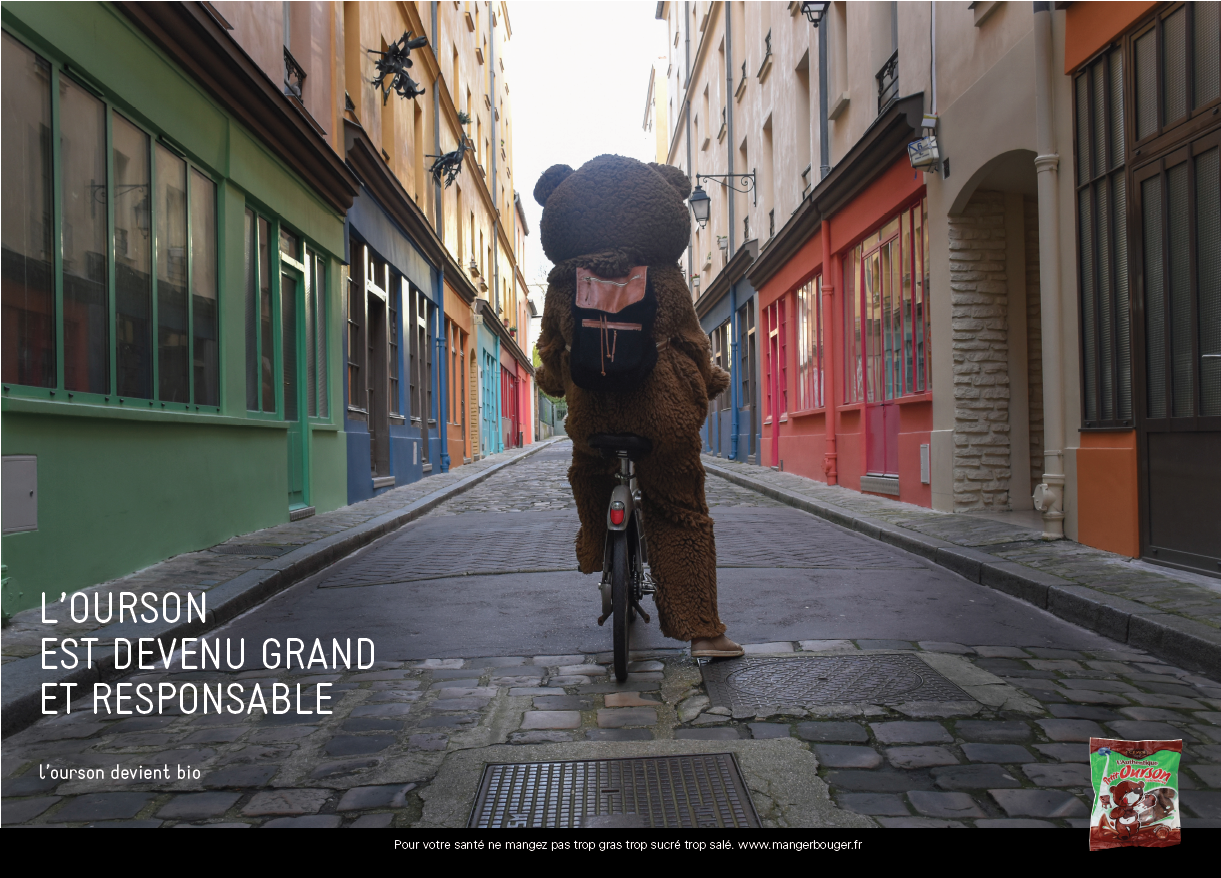 L'OURSON
EST DEVENU GRAND
ET RESPONSABLE
l'ourson devient bio
l'Authentique
Petit Ourson
Pour votre santé ne mangez pas trop gras trop sucré trop salé. www.mangerbouger.fr